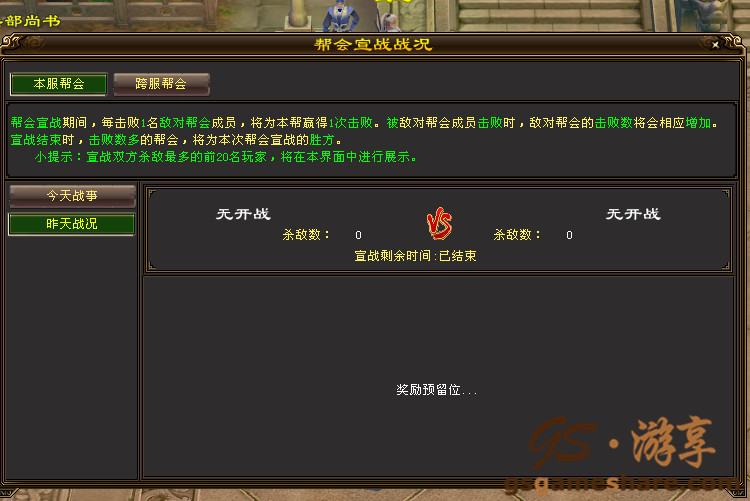 部尚书
帮会宣战战况
本服帮会 跨服帮会
帮会宣战期间，每击败1名敌对帮会成员，将为本帮赢得1次击败。被敌对帮会成员击败时，敌对帮会的击败数将会相应增加。
宣战结束时，击败数多的帮会，将为本次帮会宣战的胜方。
小提示：宣战双方杀敌最多的前20名玩家，将在本界面中进行展示。
今天战事
昨天战况
无开战 VS 无开战
杀敌数： 0 杀敌数： 0
宣战剩余时间:已结束
奖励预留位...
GS·游享
gsgameshare.com